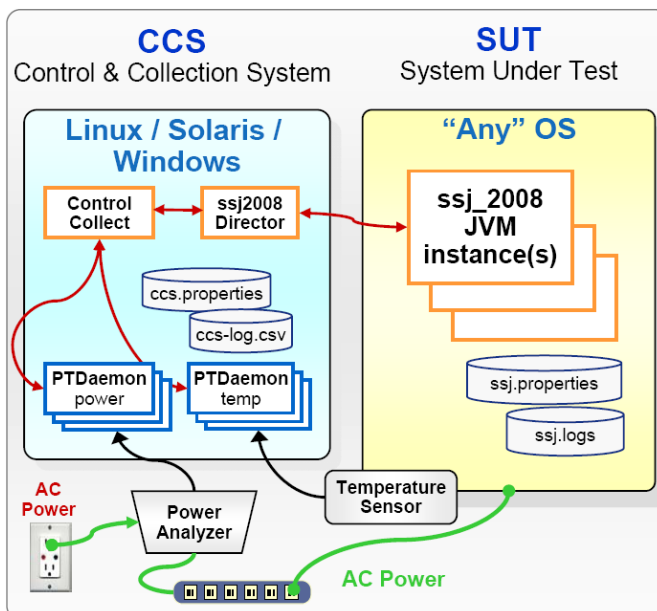 CCS
Control & Collection System
SUT
System Under Test
Linux / Solaris /
Windows
Control
Collect
ssj2008
Director
ccs.properties
ccs-log.csv
PTDaemon
power
PTDaemon
temp
"Any" OS
ssj_2008
JVM
instance(s)
ssj.properties
ssj.logs
AC
Power
Power
Analyzer
Temperature
Sensor
AC Power